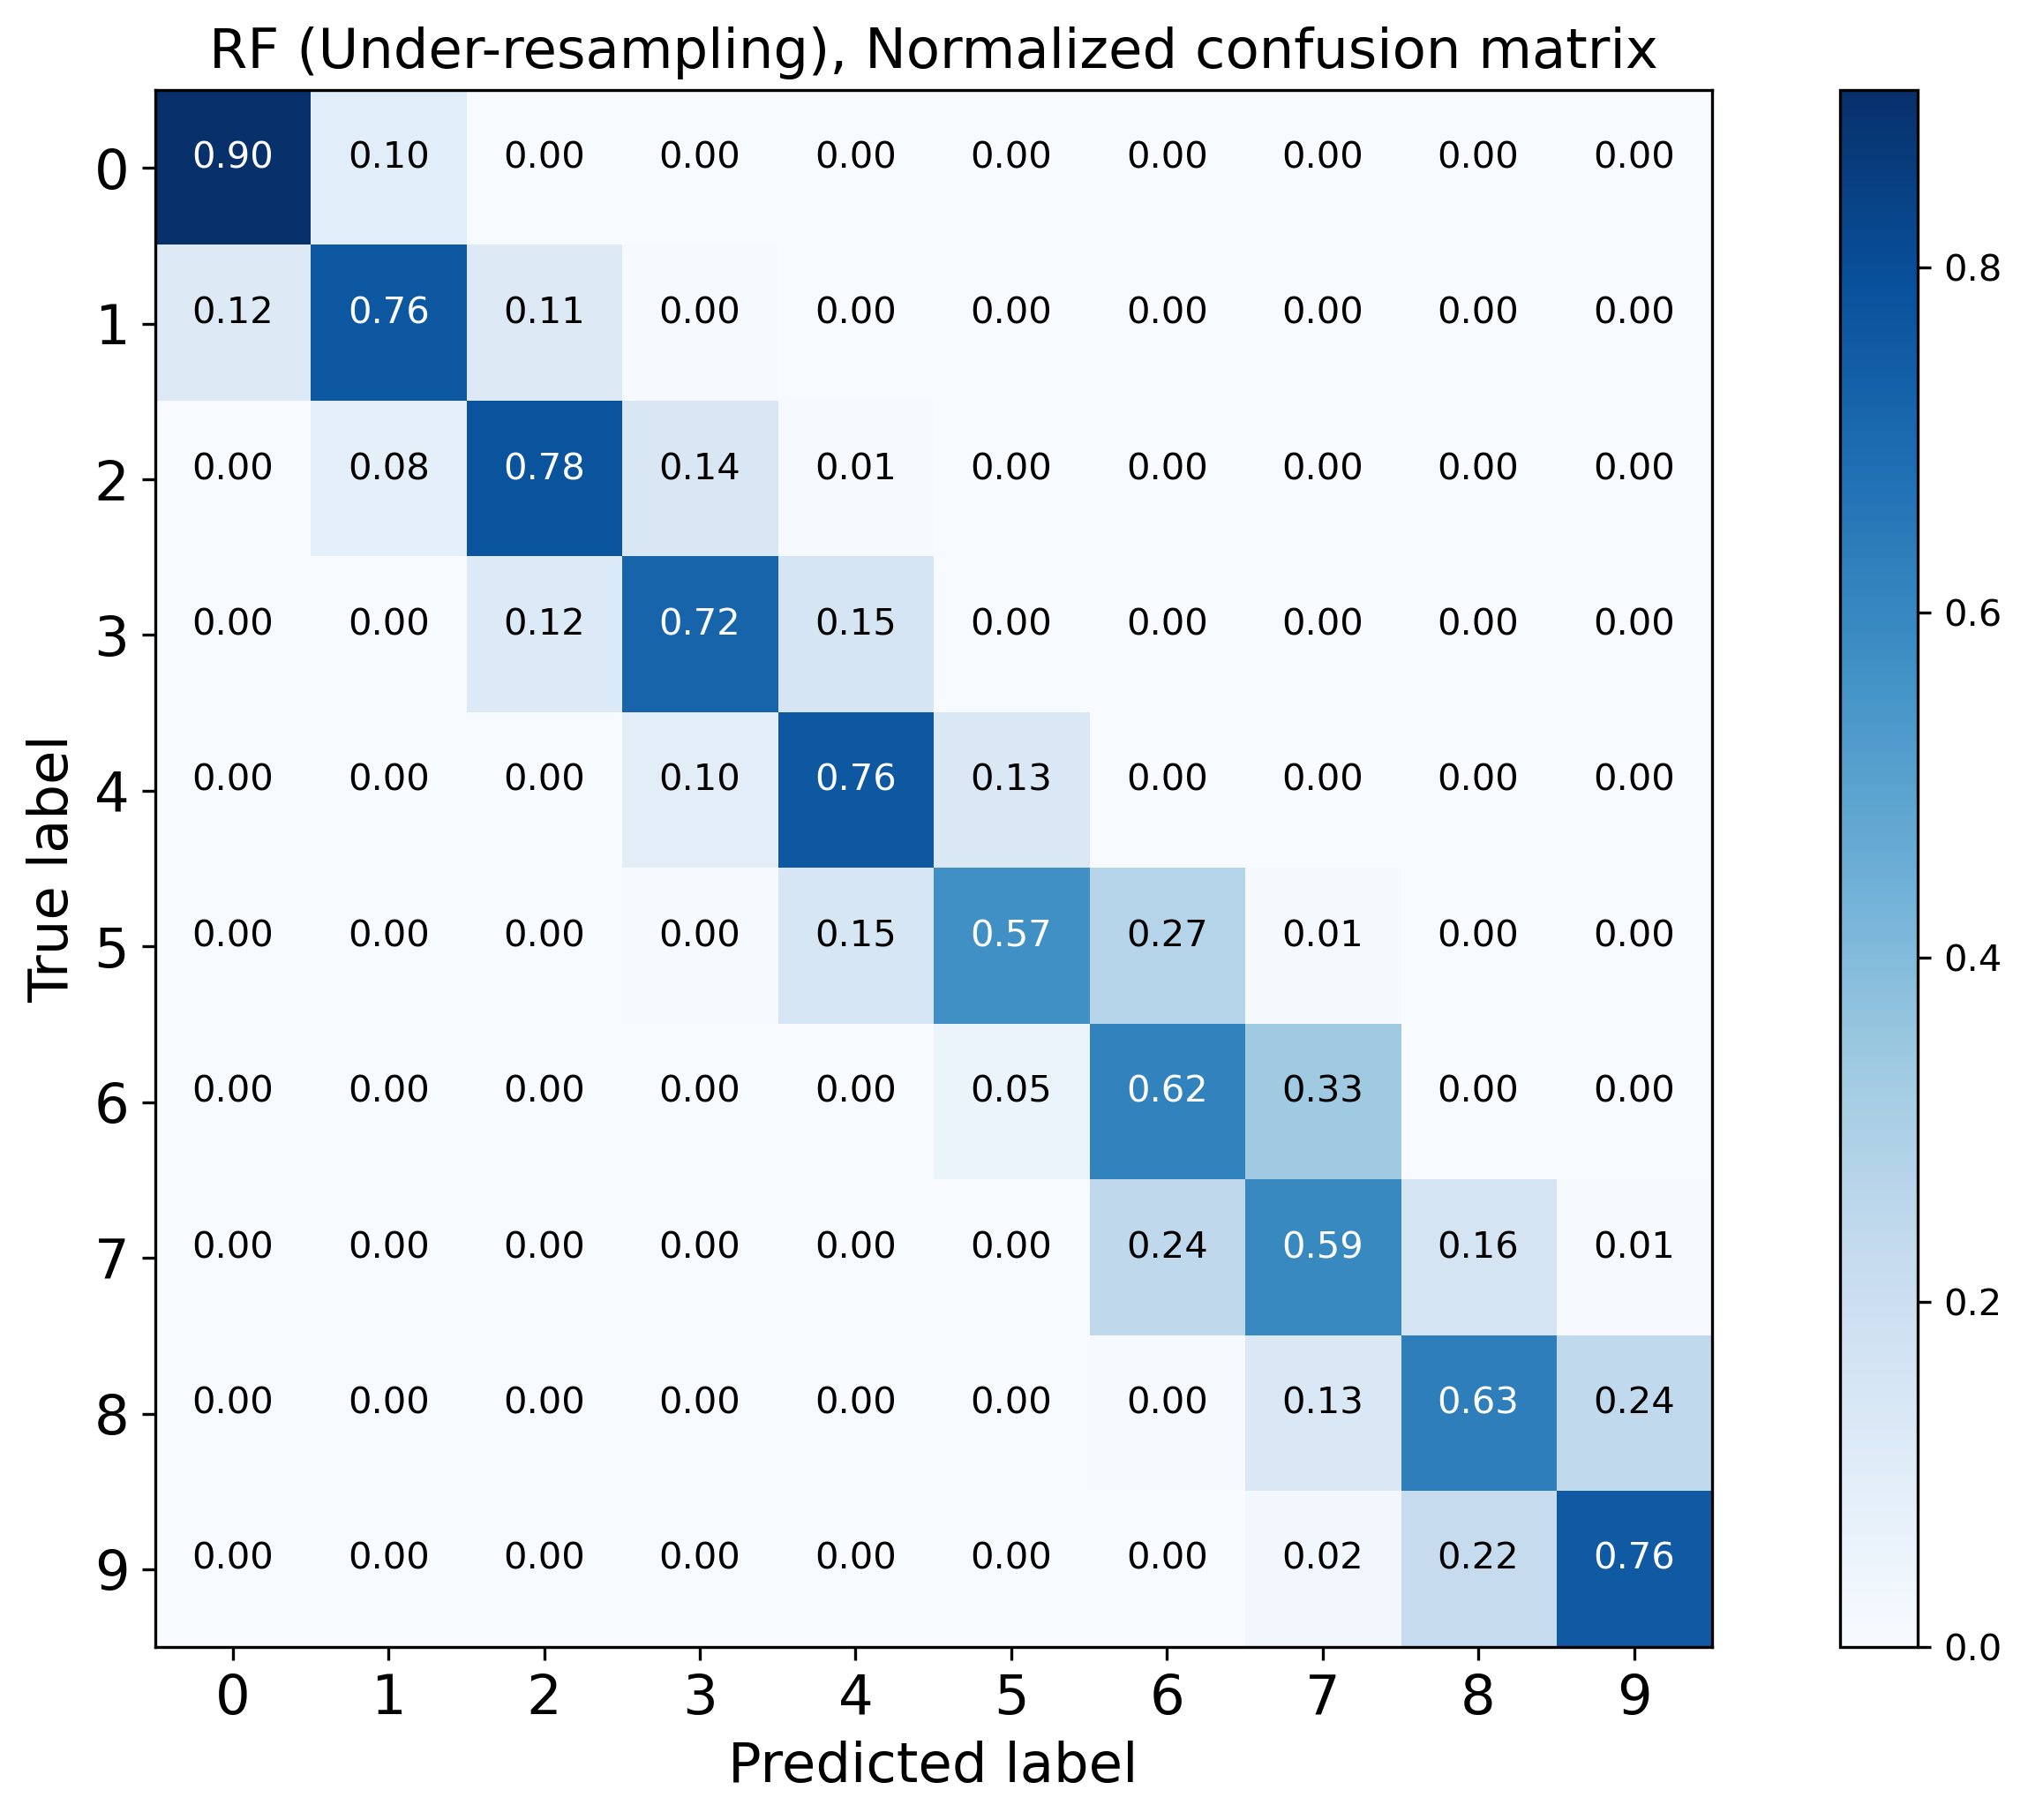 RF (Under-resampling), Normalized confusion matrix
0 0.90 0.10 0.00 0.00 0.00 0.00 0.00 0.00 0.00 0.00
1 0.12 0.76 0.11 0.00 0.00 0.00 0.00 0.00 0.00 0.00
2 0.00 0.08 0.78 0.14 0.01 0.00 0.00 0.00 0.00 0.00
3 0.00 0.00 0.12 0.72 0.15 0.00 0.00 0.00 0.00 0.00
4 0.00 0.00 0.00 0.10 0.76 0.13 0.00 0.00 0.00 0.00
5 0.00 0.00 0.00 0.00 0.15 0.57 0.27 0.01 0.00 0.00
6 0.00 0.00 0.00 0.00 0.00 0.05 0.62 0.33 0.00 0.00
7 0.00 0.00 0.00 0.00 0.00 0.00 0.24 0.59 0.16 0.01
8 0.00 0.00 0.00 0.00 0.00 0.00 0.00 0.13 0.63 0.24
9 0.00 0.00 0.00 0.00 0.00 0.00 0.00 0.02 0.22 0.76
0 1 2 3 4 5 6 7 8 9
Predicted label
True label
0.8
0.6
0.4
0.2
0.0